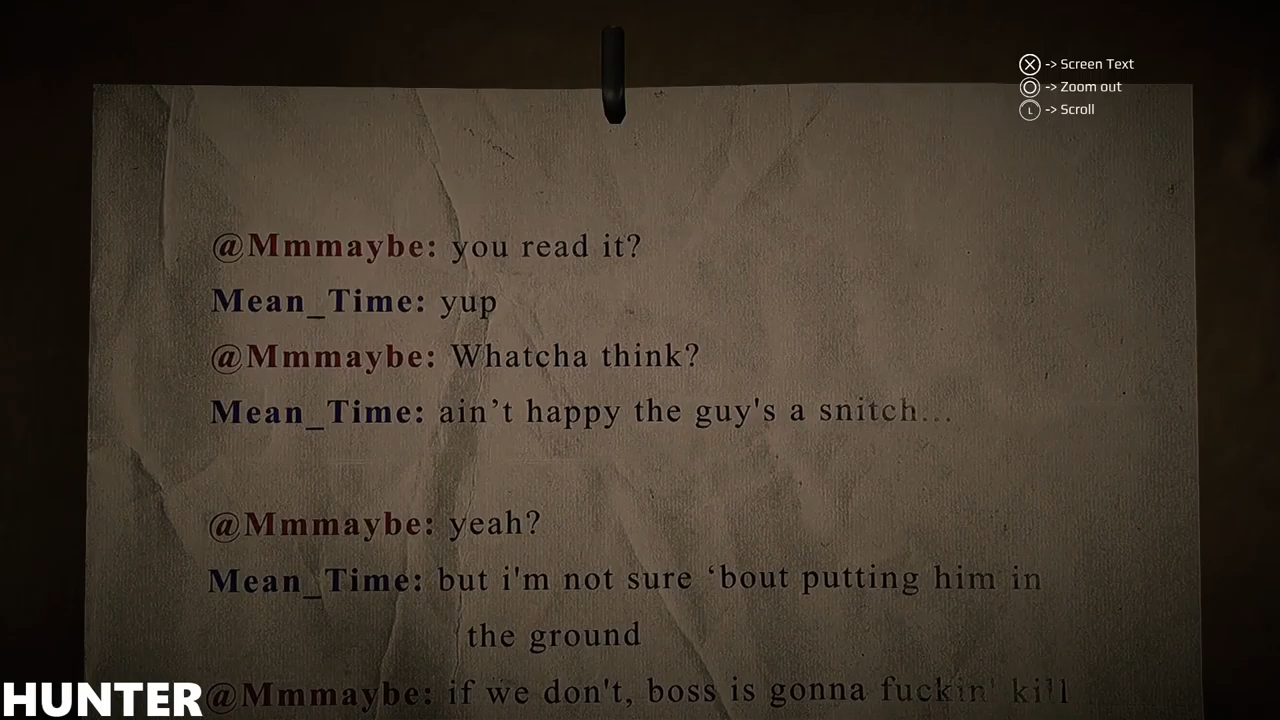 -> Screen Text
-> Zoom out
L -> Scroll
@Mmmaybe: you read it?
Mean_Time: yup
@Mmmaybe: Whatcha think?
Mean_Time: ain’t happy the guy's a snitch...
@Mmmaybe: yeah?
Mean_Time: but i'm not sure ‘bout putting him in
the ground
@Mmmaybe: if we don't, boss is gonna fuckin' kill
HUNTER